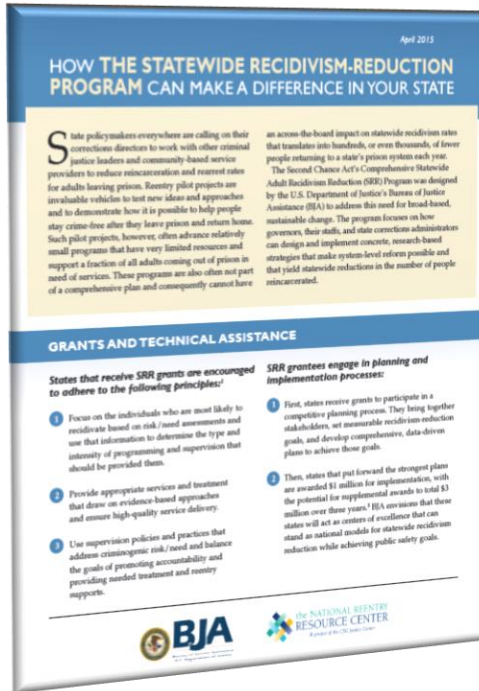 April 2015
HOW THE STATEWIDE RECIDIVISM-REDUCTION
PROGRAM CAN MAKE A DIFFERENCE IN YOUR STATE
State policymakers everywhere are calling on their
corrections directors to work with other criminal
justice leaders and community-based service
providers to reduce reincarceration and rearrest rates
for adults leaving prison. Reentry pilot projects are
invaluable vehicles to test new ideas and approaches
and to demonstrate how it is possible to help people
stay crime-free after they leave prison and return home.
Such pilot projects, however, often advance relatively
small programs that have very limited resources and
support a fraction of all adults coming out of prison in
need of services. These programs are also often not part
of a comprehensive plan and consequently cannot have
an across-the-board impact on statewide recidivism rates
that translates into hundreds, or even thousands, of fewer
people returning to a state's prison system each year.
The Second Chance Act's Comprehensive Statewide
Adult Recidivism Reduction (SRR) Program was designed
by the U.S. Department of Justice's Bureau of Justice
Assistance (BJA) to address this need for broad-based,
sustainable change. The program focuses on how
governors, their staffs, and state corrections administrators
can design and implement concrete, research-based
strategies that make system-level reform possible and
that yield statewide reductions in the number of people
reincarcerated.
GRANTS AND TECHNICAL ASSISTANCE
States that receive SRR grants are encouraged
to adhere to the following principles:¹
1 Focus on the individuals who are most likely to
recidivate based on risk/need assessments and
use that information to determine the type and
intensity of programming and supervision that
should be provided them.
2 Provide appropriate services and treatment
that draw on evidence-based approaches
and ensure high-quality service delivery.
3 Use supervision policies and practices that
address criminogenic risk/need and balance
the goals of promoting accountability and
providing needed treatment and reentry
supports.
SRR grantees engage in planning and
implementation processes:
1 First, states receive grants to participate in a
competitive planning process. They bring together
stakeholders, set measurable recidivism-reduction
goals, and develop comprehensive, data-driven
plans to achieve those goals.
2 Then, states that put forward the strongest plans
are awarded $1 million for implementation, with
the potential for supplemental awards to total $3
million over three years. BJA envisions that these
states will act as centers of excellence that can
stand as national models for statewide recidivism
reduction while achieving public safety goals.
BJA
Bureau of Justice Assistance
U.S. Department of Justice
the NATIONAL REENTRY
RESOURCE CENTER
A project of the CSG Justice Center